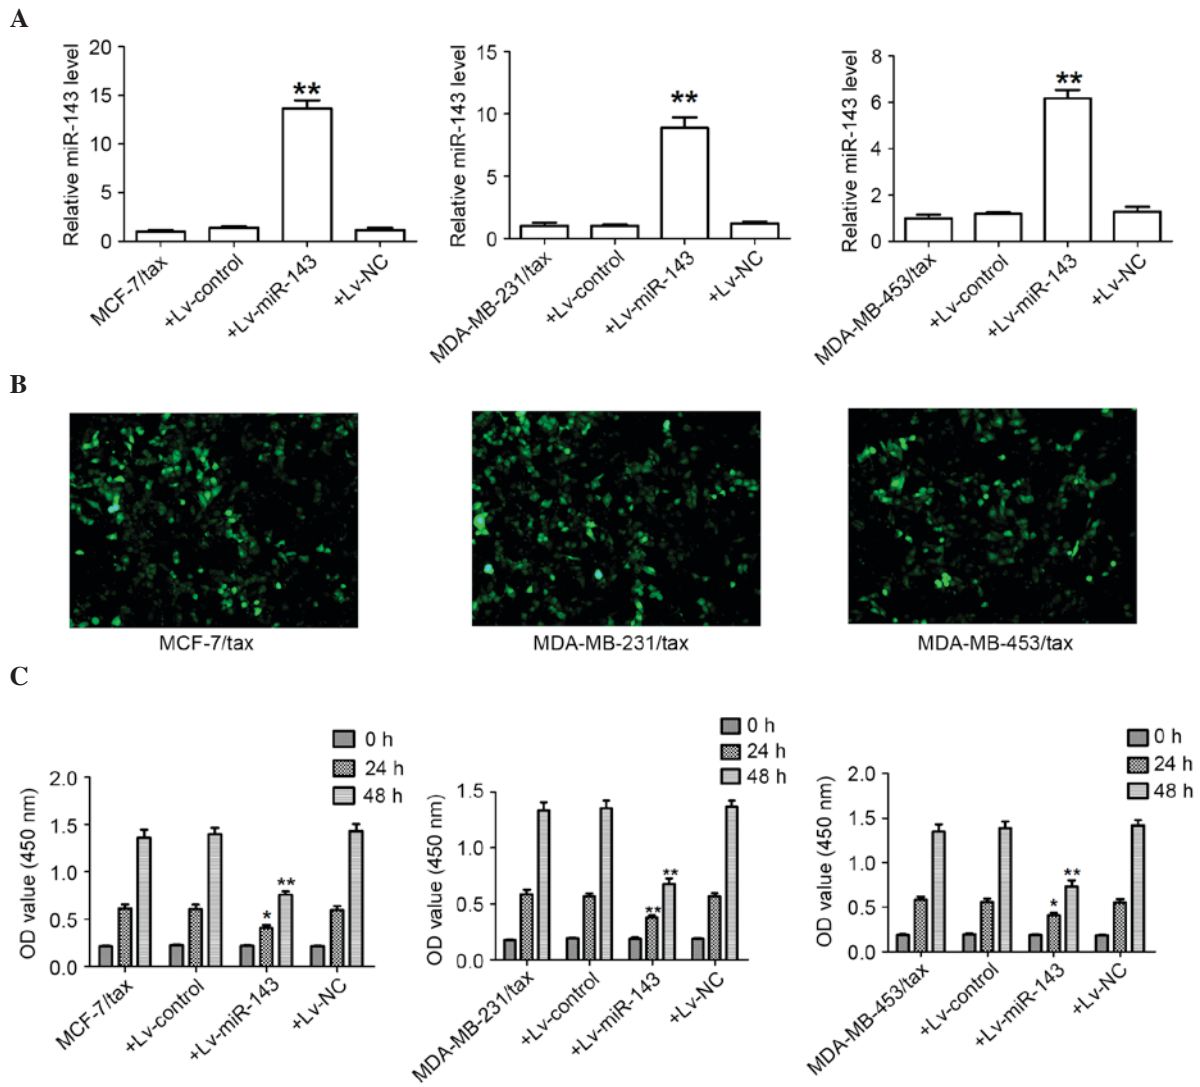 A
Relative miR-143 level
20
15
10
5
0
**
MCF-7/tax
+Lv-control
+Lv-miR-143
+Lv-NC
Relative miR-143 level
15
10
5
0
**
MDA-MB-231/tax
+Lv-control
+Lv-miR-143
+Lv-NC
Relative miR-143 level
8
6
4
2
0
**
MDA-MB-453/tax
+Lv-control
+Lv-miR-143
+Lv-NC
B
MCF-7/tax
MDA-MB-231/tax
MDA-MB-453/tax
C
0 h
24 h
48 h
OD value (450 nm)
2.0
1.5
1.0
0.5
0.0
*
**
MCF-7/tax
+Lv-control
+Lv-miR-143
+Lv-NC
0 h
24 h
48 h
OD value (450 nm)
1.5
1.0
0.5
0.0
**
**
MDA-MB-231/tax
+Lv-control
+Lv-miR-143
+Lv-NC
0 h
24 h
48 h
OD value (450 nm)
2.0
1.5
1.0
0.5
0.0
*
**
MDA-MB-453/tax
+Lv-control
+Lv-miR-143
+Lv-NC